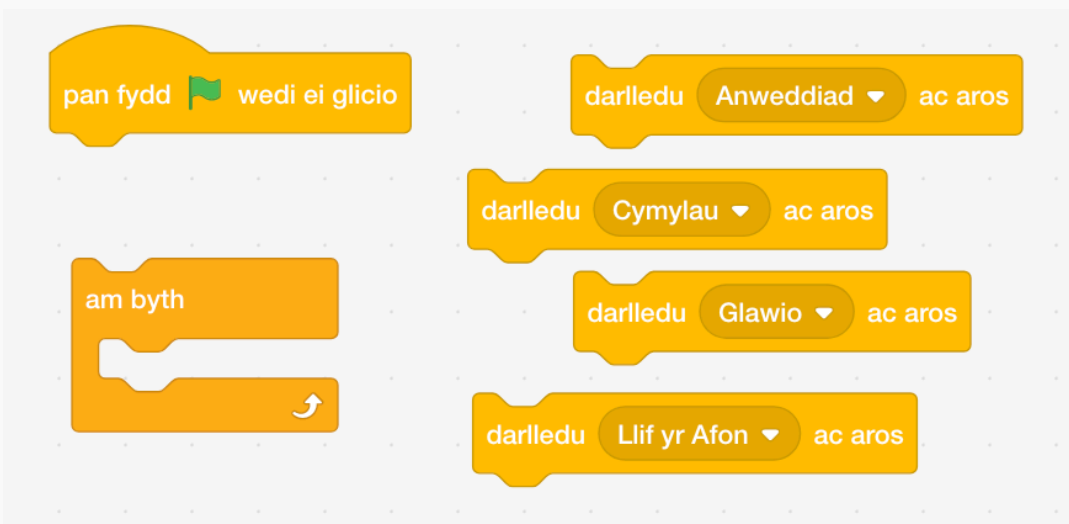 pan fydd wedi ei glicio
darlledu Anweddiad ac aros
darlledu Cymylau ac aros
am byth
darlledu Glawio ac aros
darlledu Llif yr Afon ac aros